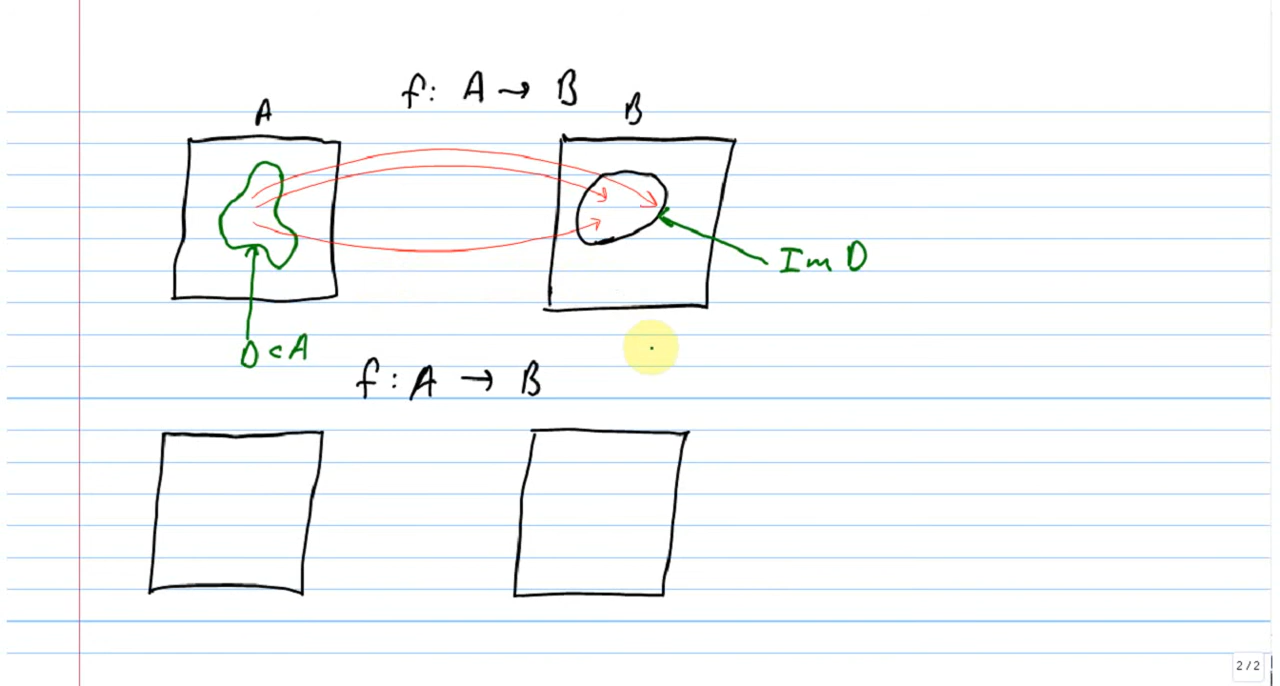 f: A → B
A
B
Im D
D ⊂ A
f : A → B
2/2